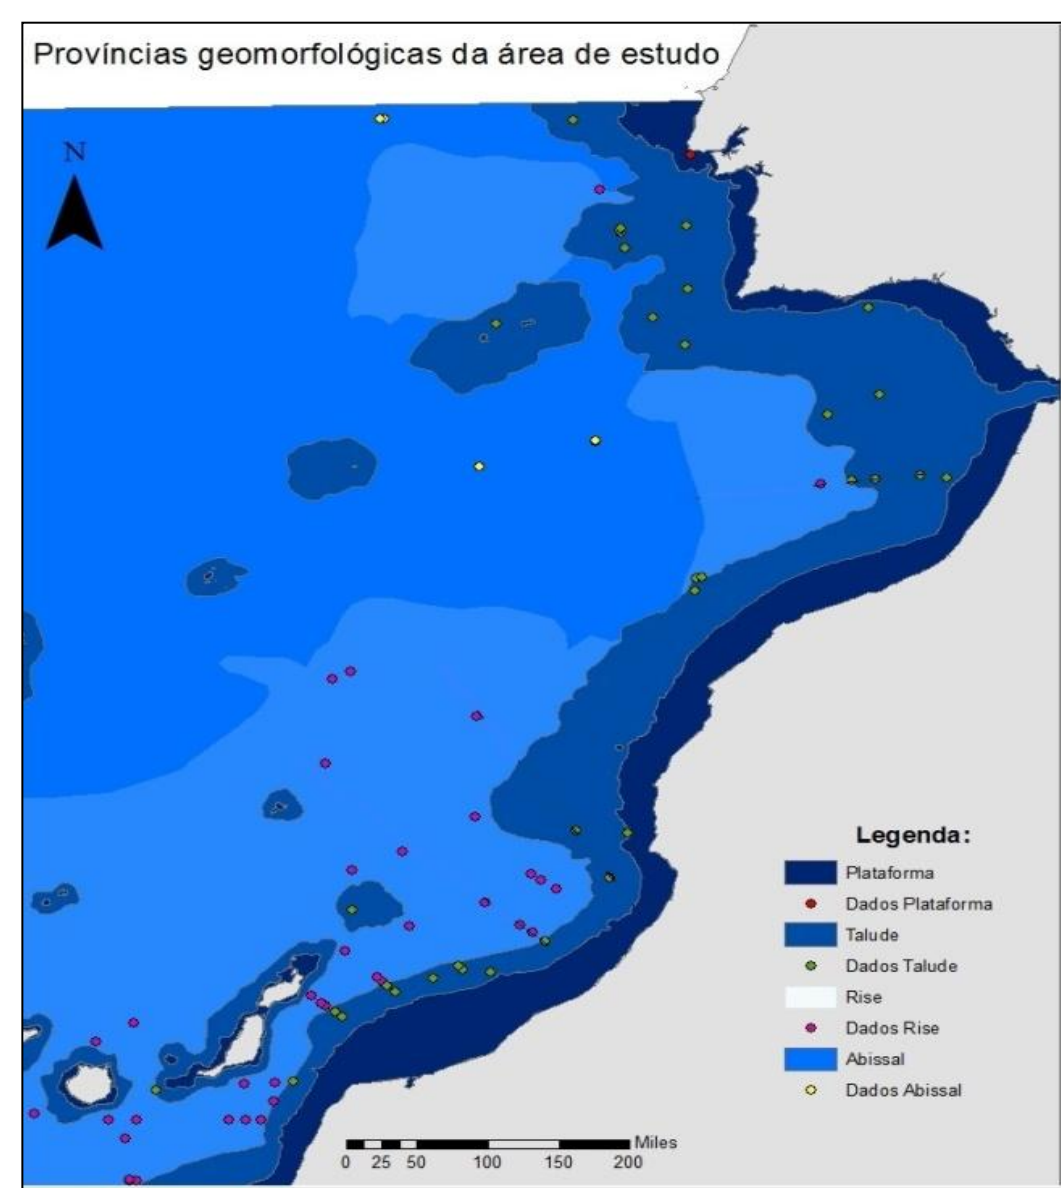 Províncias geomorfológicas da área de estudo
N
Legenda:
Plataforma
Dados Plataforma
Talude
Dados Talude
Rise
Dados Rise
Abissal
Dados Abissal
Miles
0 25 50 100 150 200